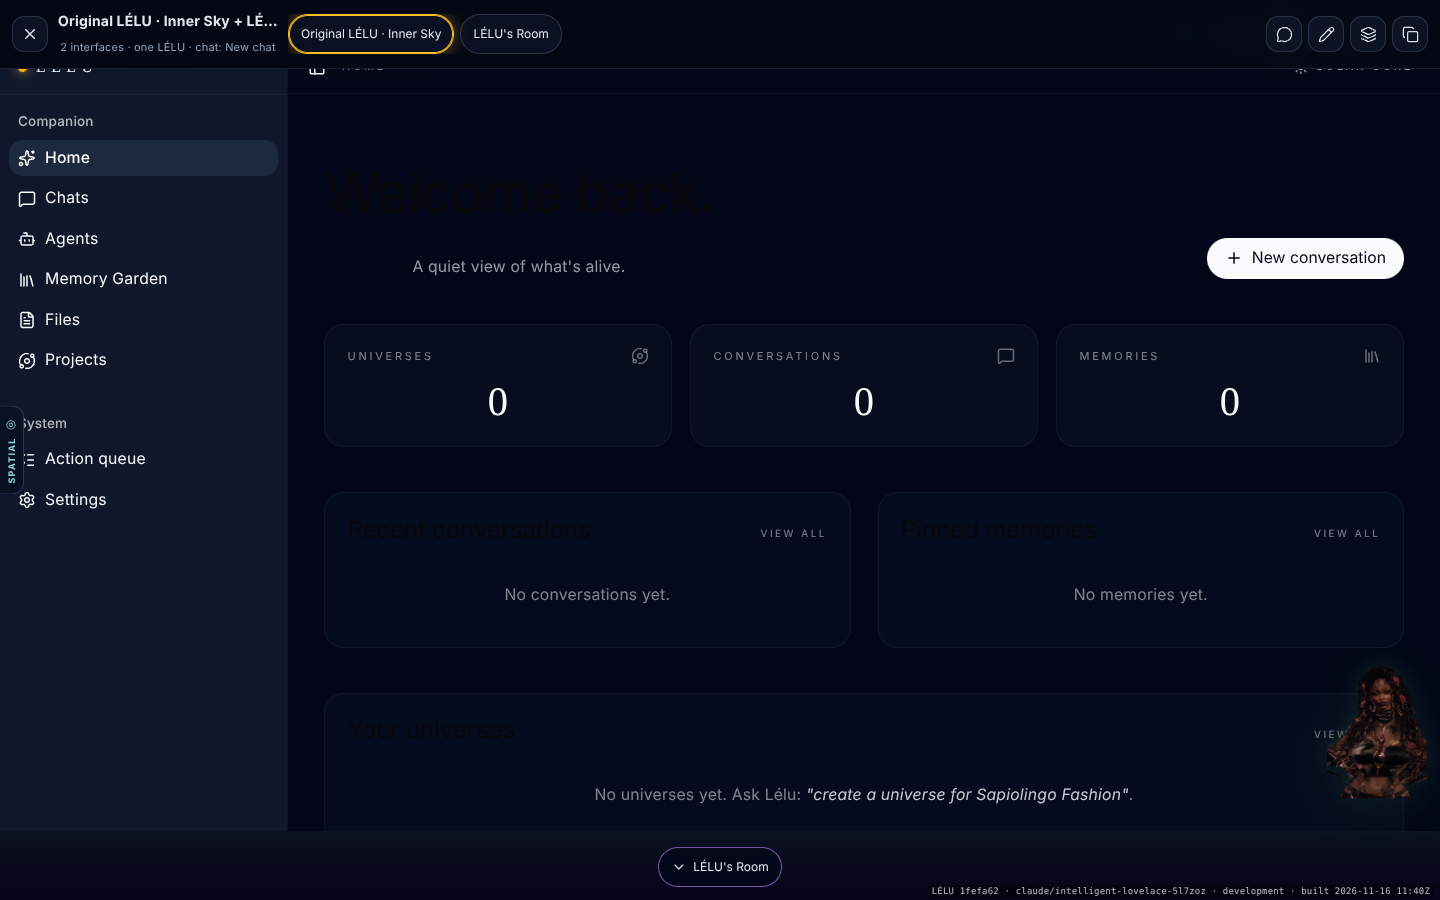 Original LÉLU · Inner Sky + LÉ...
2 interfaces · one LÉLU · chat: New chat
Original LÉLU · Inner Sky
LÉLU's Room
Companion
Home
Chats
Agents
Memory Garden
Files
Projects
System
Action queue
Settings
SPATIAL
Welcome back.
A quiet view of what's alive.
New conversation
UNIVERSES
0
CONVERSATIONS
0
MEMORIES
0
Recent conversations
VIEW ALL
No conversations yet.
Pinned memories
VIEW ALL
No memories yet.
Your universes
VIEW
No universes yet. Ask Lélu: "create a universe for Sapiolingo Fashion".
LÉLU's Room
LÉLU 1fefa62 · claude/intelligent-lovelace-5l7zoz · development · built 2026-11-16 11:40Z